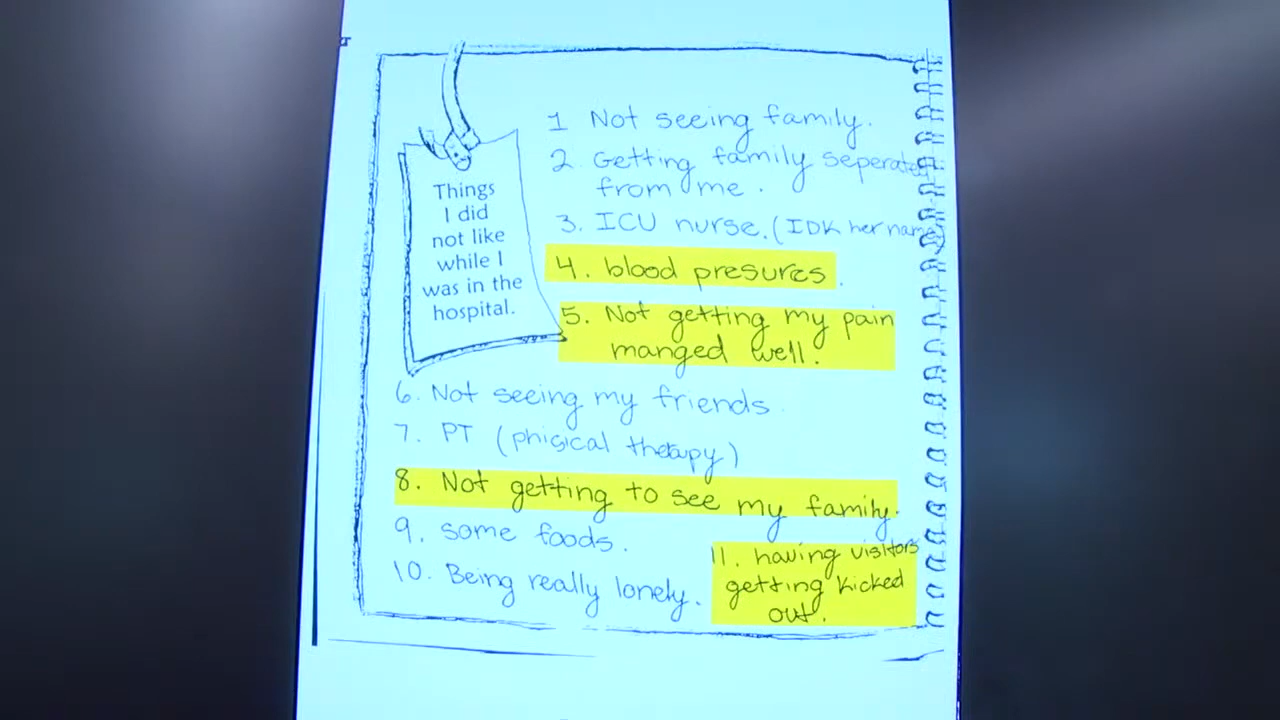 Things
I did
not like
while I
was in the
hospital.
1 Not seeing family.
2. Getting family seperated
from me.
3. ICU nurse. (IDK her name
4. blood presures.
5. Not getting my pain
manged well.
6. Not seeing my friends.
7. PT (phisical therapy)
8. Not getting to see my family.
9. some foods.
10. Being really lonely.
11. having visitors
getting kicked
out.